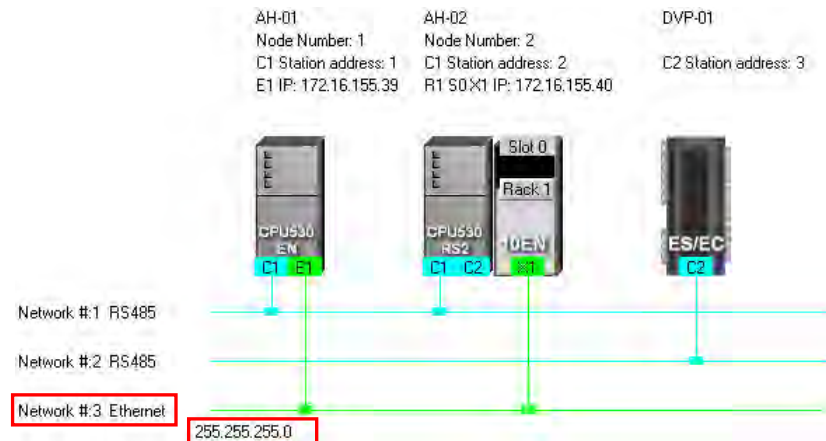 AH-01
Node Number: 1
C1 Station address: 1
E1 IP: 172.16.155.39
AH-02
Node Number: 2
C1 Station address: 2
R1 S0 X1 IP: 172.16.155.40
DVP-01
C2 Station address: 3
CPU530
EN
C1 E1
CPU530
RS2
C1 C2
Slot 0
Rack 1
10EN
X1
ES/EC
C2
Network #:1 RS485
Network #:2 RS485
Network #:3 Ethernet
255.255.255.0